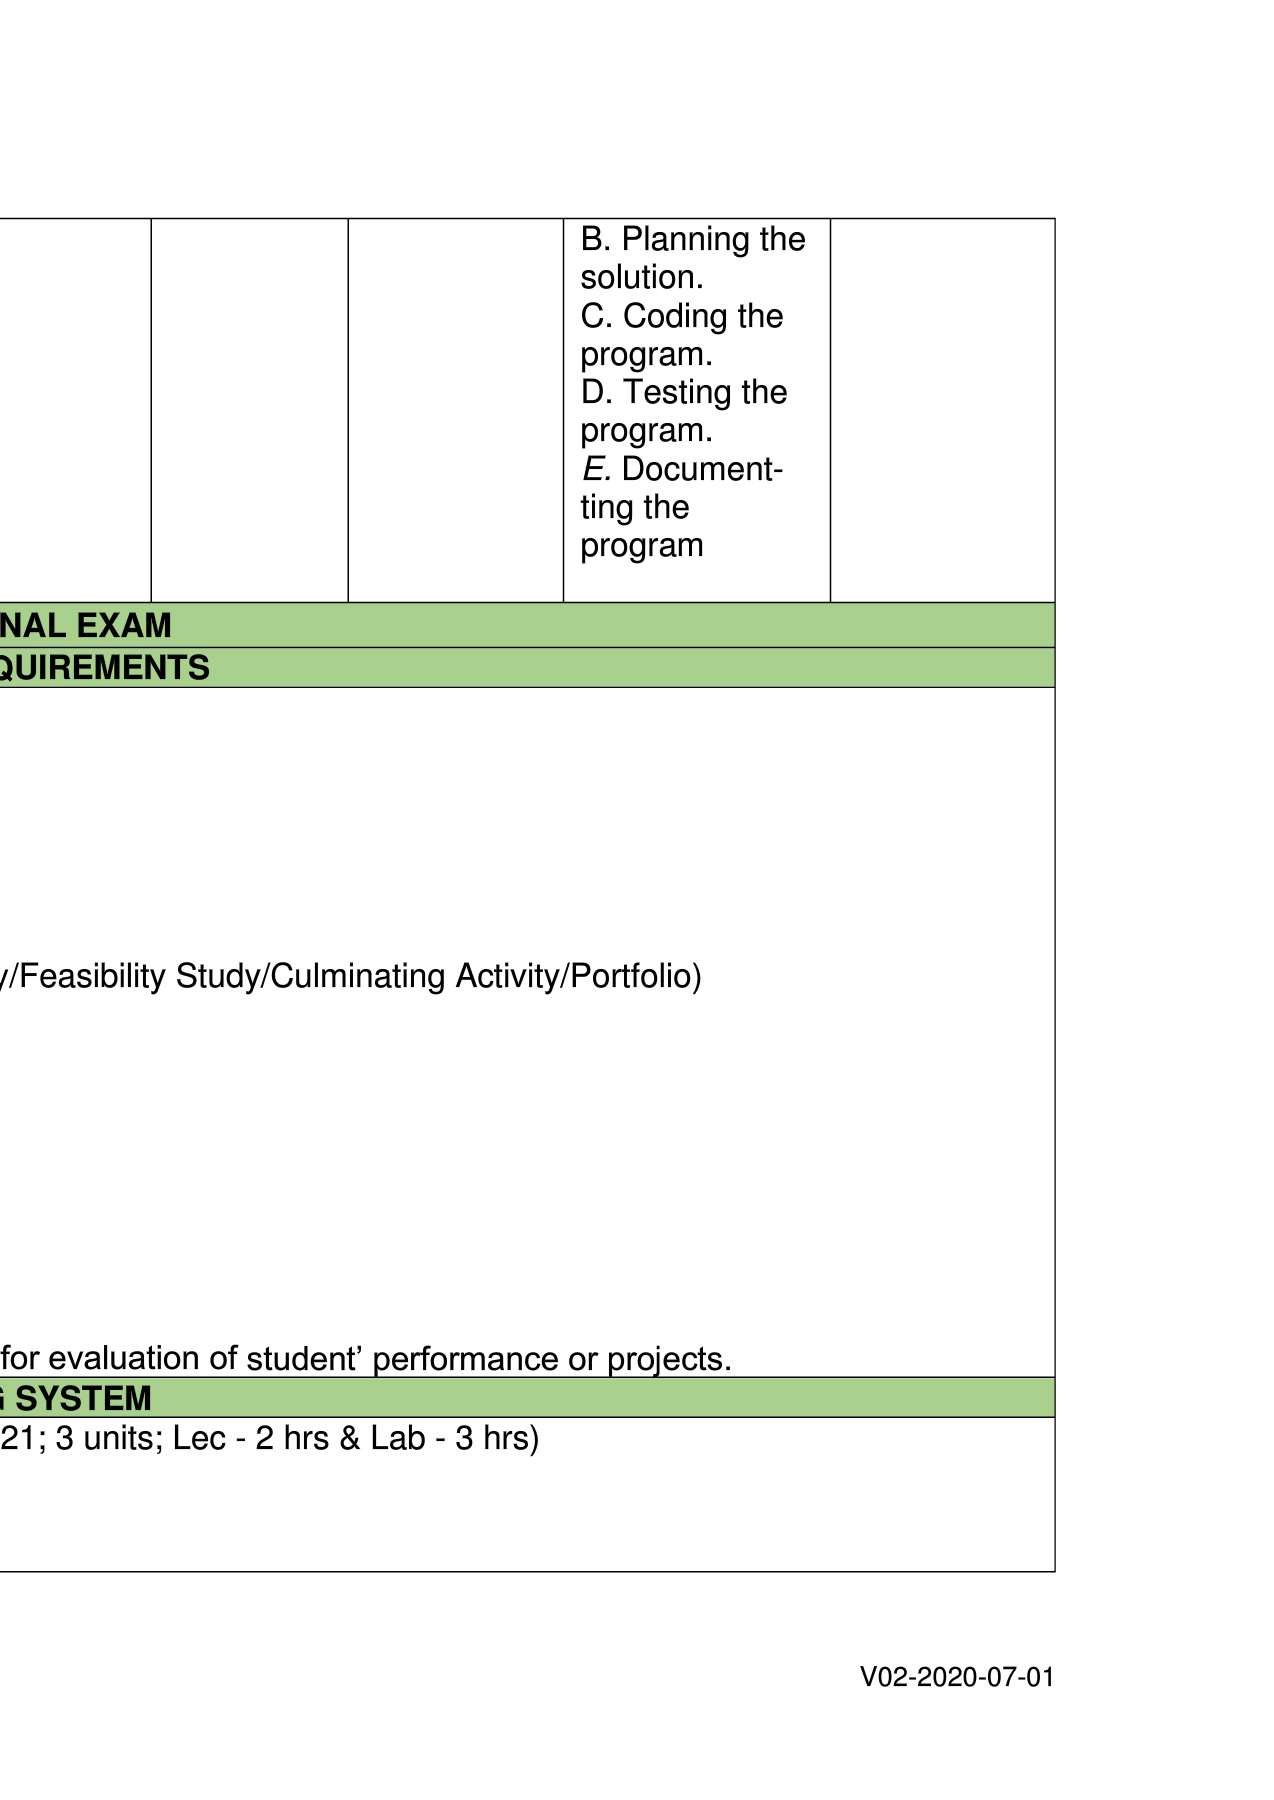 B. Planning the
solution.
C. Coding the
program.
D. Testing the
program.
E. Document-
ting the
program
NAL EXAM
QUIREMENTS
y/Feasibility Study/Culminating Activity/Portfolio)
for evaluation of student’ performance or projects.
G SYSTEM
21; 3 units; Lec - 2 hrs & Lab - 3 hrs)
V02-2020-07-01